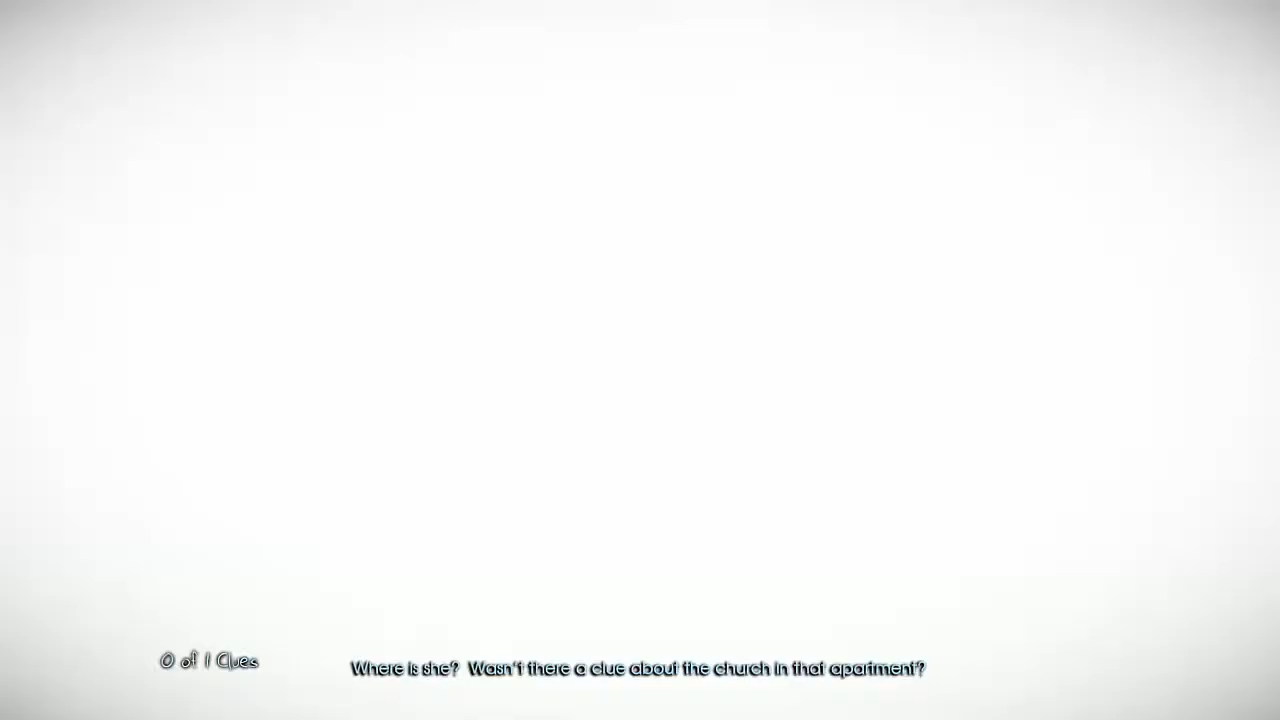 0 of 1 Clues
Where is she? Wasn't there a clue about the church in that apartment?